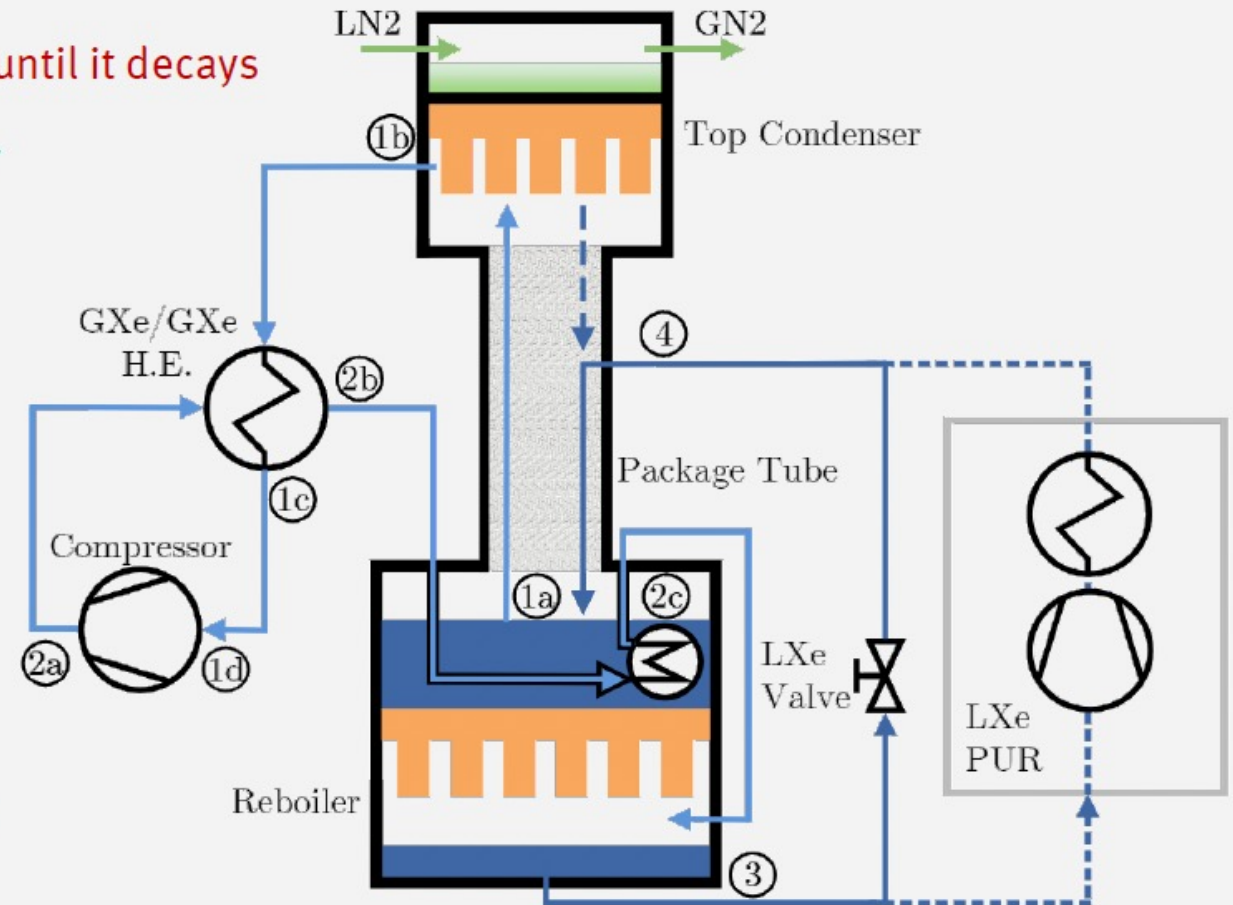 LN2
GN2
until it decays
1b
Top Condenser
GXe/GXe
H.E.
4
2b
Package Tube
1c
Compressor
1a
2c
2a
1d
LXe
Valve
LXe
PUR
Reboiler
3